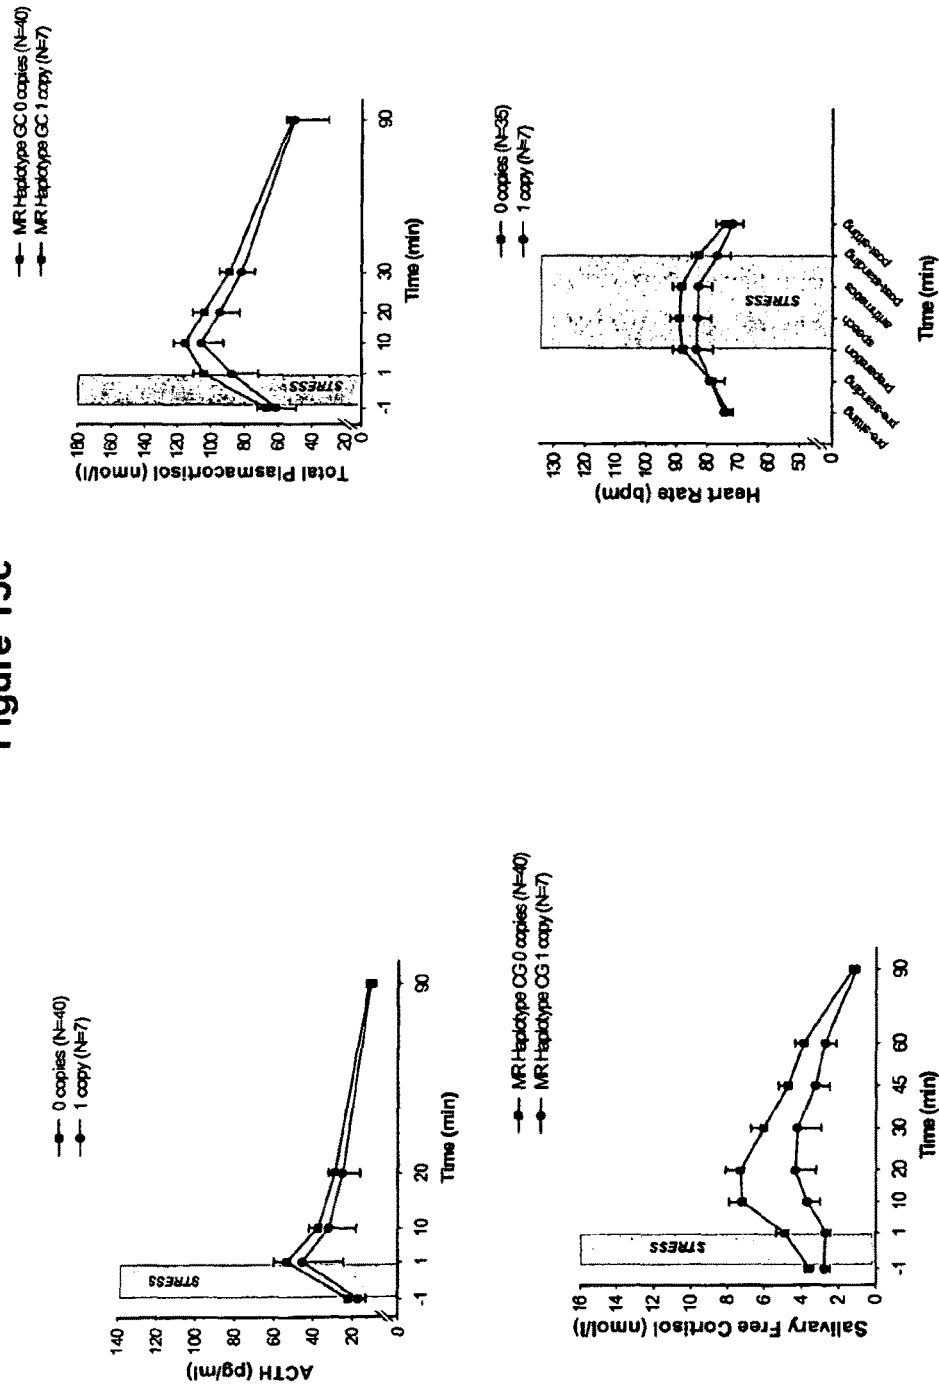 Figure
0 copies (N=40)
1 copy (N=7)
ACTH (pg/ml)
140
120
100
80
60
40
20
0
STRESS
-1 1 10 20 90
Time (min)
MR Haplotype GC 0 copies (N=40)
MR Haplotype GC 1 copy (N=7)
Total Plasmacortisol (nmol/l)
180
160
140
120
100
80
60
40
20
0
STRESS
-1 1 10 20 30 90
Time (min)
MR Haplotype CG 0 copies (N=40)
MR Haplotype CG 1 copy (N=7)
Salivary Free Cortisol (nmol/l)
16
14
12
10
8
6
4
2
0
STRESS
-1 1 10 20 30 45 60 90
Time (min)
0 copies (N=35)
1 copy (N=7)
Heart Rate (bpm)
130
120
110
100
90
80
70
60
50
0
STRESS
pre-sitting
pre-standing
preparation
speech
arithmatics
post-standing
post-sitting
Time (min)